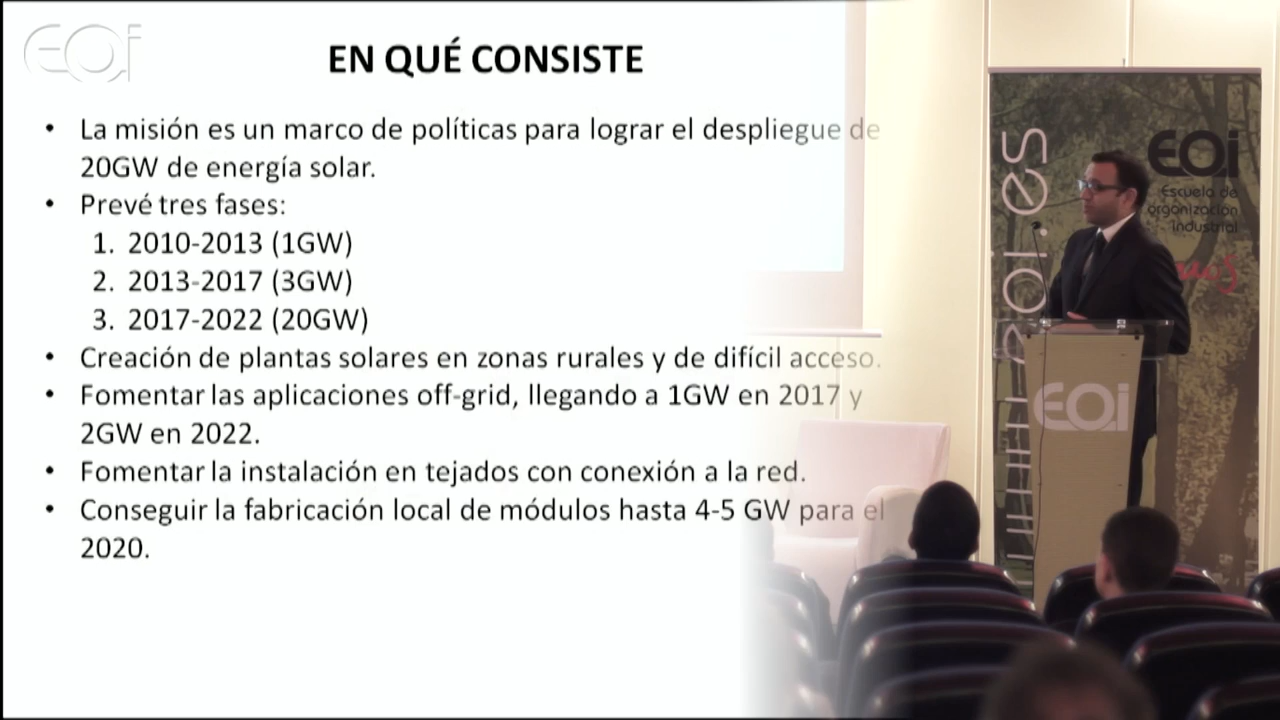 EOi
EN QUÉ CONSISTE
• La misión es un marco de políticas para lograr el despliegue de
20GW de energía solar.
• Prevé tres fases:
1. 2010-2013 (1GW)
2. 2013-2017 (3GW)
3. 2017-2022 (20GW)
• Creación de plantas solares en zonas rurales y de difícil acceso.
• Fomentar las aplicaciones off-grid, llegando a 1GW en 2017 y
2GW en 2022.
• Fomentar la instalación en tejados con conexión a la red.
• Conseguir la fabricación local de módulos hasta 4-5 GW para el
2020.
EOi
Escuela de
organización
industrial
EOi